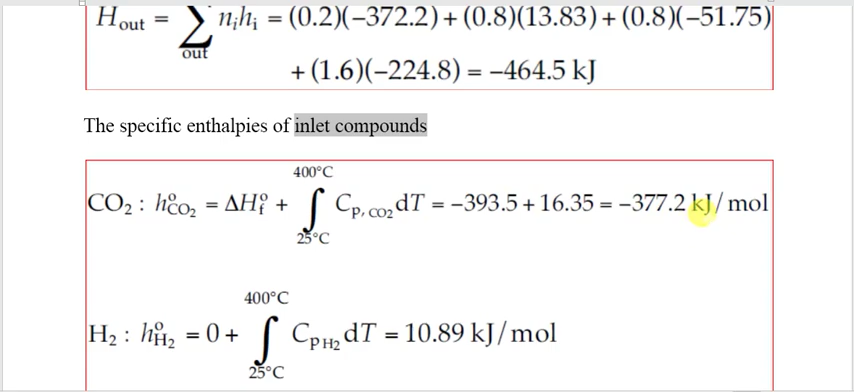 H_out = ∑_out n_i h_i = (0.2)(−372.2) + (0.8)(13.83) + (0.8)(−51.75)
+ (1.6)(−224.8) = −464.5 kJ
The specific enthalpies of inlet compounds
CO₂ : h°_CO₂ = ΔH°_f + ∫_25°C^400°C C_p, CO₂ dT = −393.5 + 16.35 = −377.2 kJ/mol
H₂ : h°_H₂ = 0 + ∫_25°C^400°C C_p H₂ dT = 10.89 kJ/mol